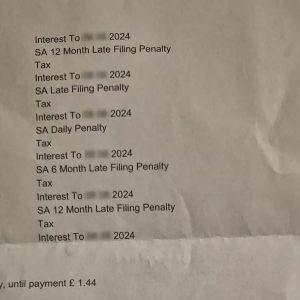 Interest To 2024
SA 12 Month Late Filing Penalty
Tax
Interest To 2024
SA Late Filing Penalty
Tax
Interest To 2024
SA Daily Penalty
Tax
Interest To 2024
SA 6 Month Late Filing Penalty
Tax
Interest To 2024
SA 12 Month Late Filing Penalty
Tax
Interest To 2024
, until payment £ 1.44